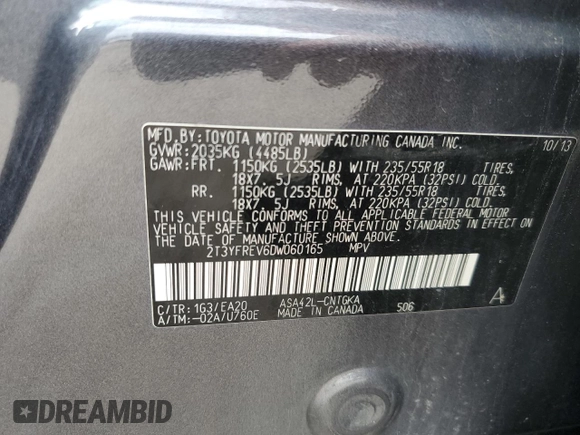 MFD.BY:TOYOTA MOTOR MANUFACTURING CANADA INC. 10/13
GVWR:2035KG (4485LB)
GAWR:FRT. 1150KG (2535LB) WITH 235/55R18 TIRES,
18X7. 5J RIMS, AT 220KPA (32PSI) COLD.
RR. 1150KG (2535LB) WITH 235/55R18 TIRES,
18X7. 5J RIMS, AT 220KPA (32PSI) COLD.
THIS VEHICLE CONFORMS TO ALL APPLICABLE FEDERAL MOTOR
VEHICLE SAFETY AND THEFT PREVENTION STANDARDS IN EFFECT ON
THE DATE OF MANUFACTURE SHOWN ABOVE.
2T3YFREV6DW060165 MPV
C/TR:1G3/EA20 ASA42L-CNTGKA
A/TM:-02A/U760E MADE IN CANADA 506 A
DREAMBID